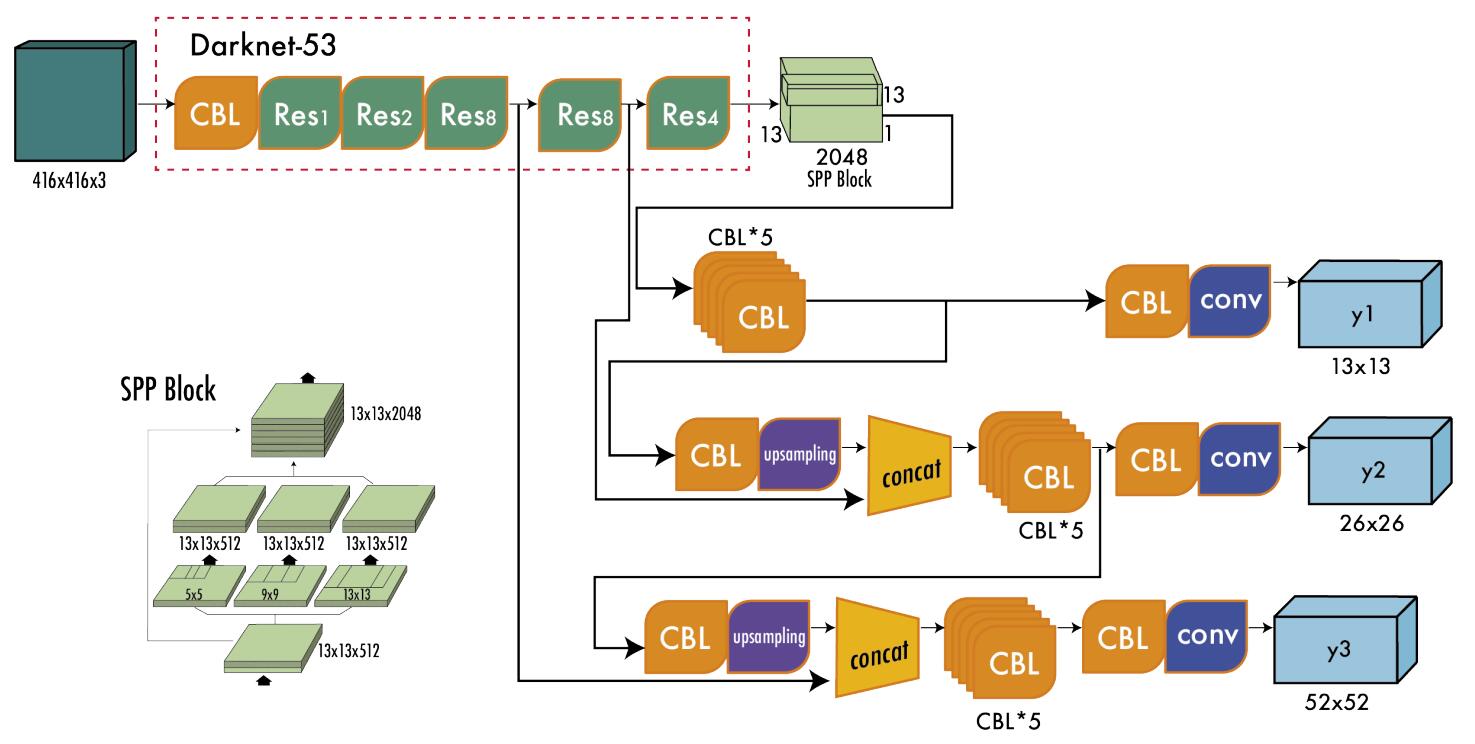 Darknet-53
CBL Res1 Res2 Res8 Res8 Res4
13
13 1
2048
SPP Block
416x416x3
CBL*5
CBL
CBL conv y1
13x13
SPP Block
13x13x2048
13x13x512 13x13x512 13x13x512
5x5 9x9 13x13
13x13x512
CBL upsampling concat CBL CBL conv y2
CBL*5
26x26
CBL upsampling concat CBL CBL conv y3
CBL*5
52x52